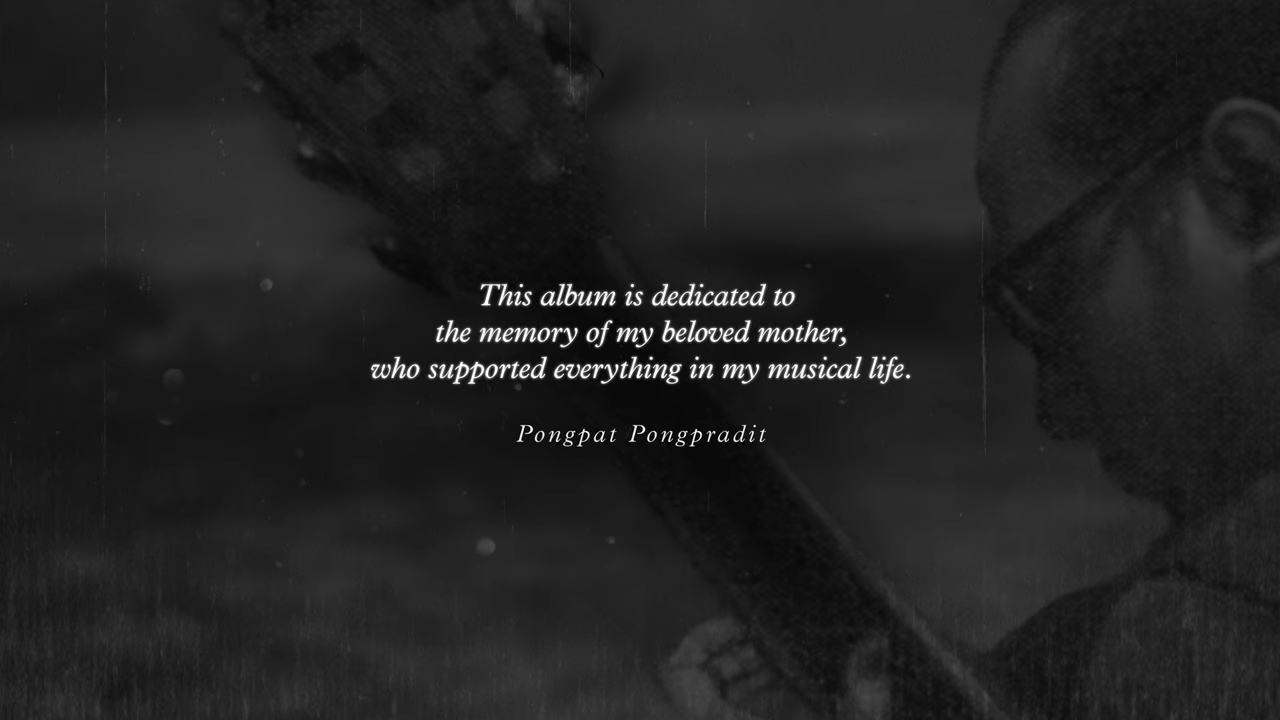 This album is dedicated to
the memory of my beloved mother,
who supported everything in my musical life.
Pongpat Pongpradit